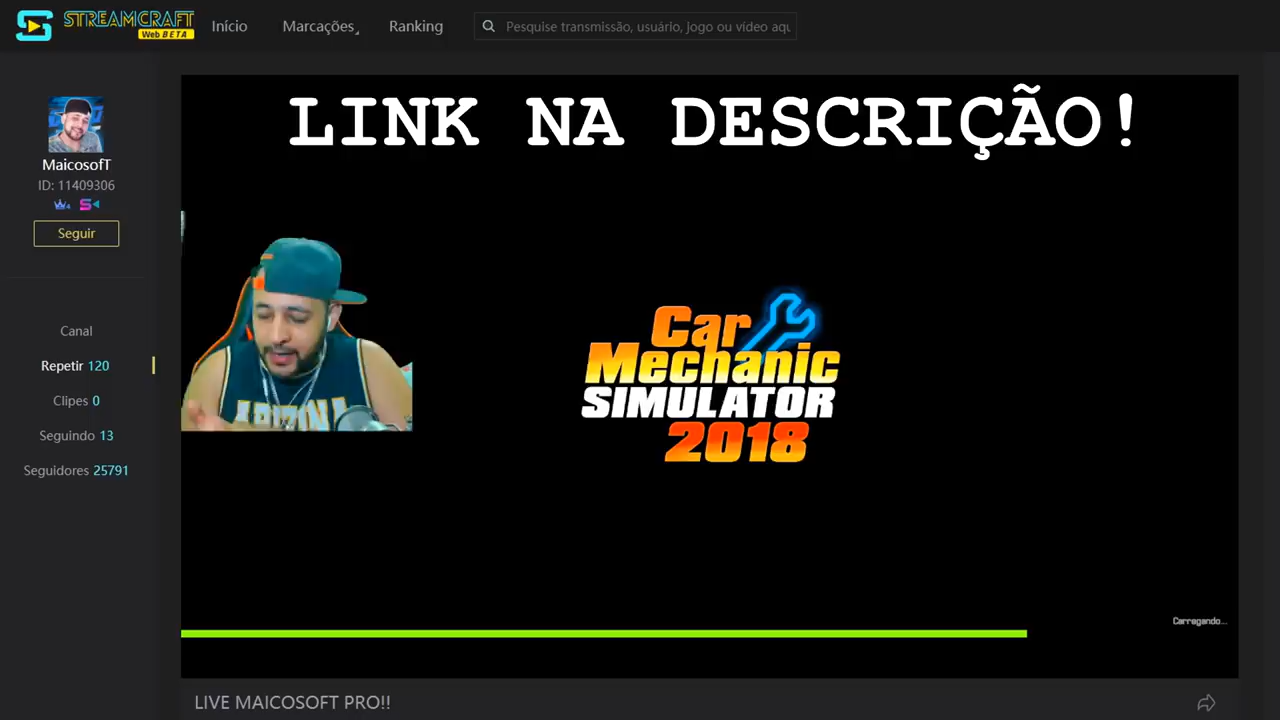 STREAMCRAFT
Web BETA
Início
Marcações
Ranking
Pesquise transmissão, usuário, jogo ou vídeo aqu
MaicosofT
ID: 11409306
Seguir
Canal
Repetir 120
Clipes 0
Seguindo 13
Seguidores 25791
LINK NA DESCRIÇÃO!
ARIZONA
Car
Mechanic
SIMULATOR
2018
Carregando...
LIVE MAICOSOFT PRO!!